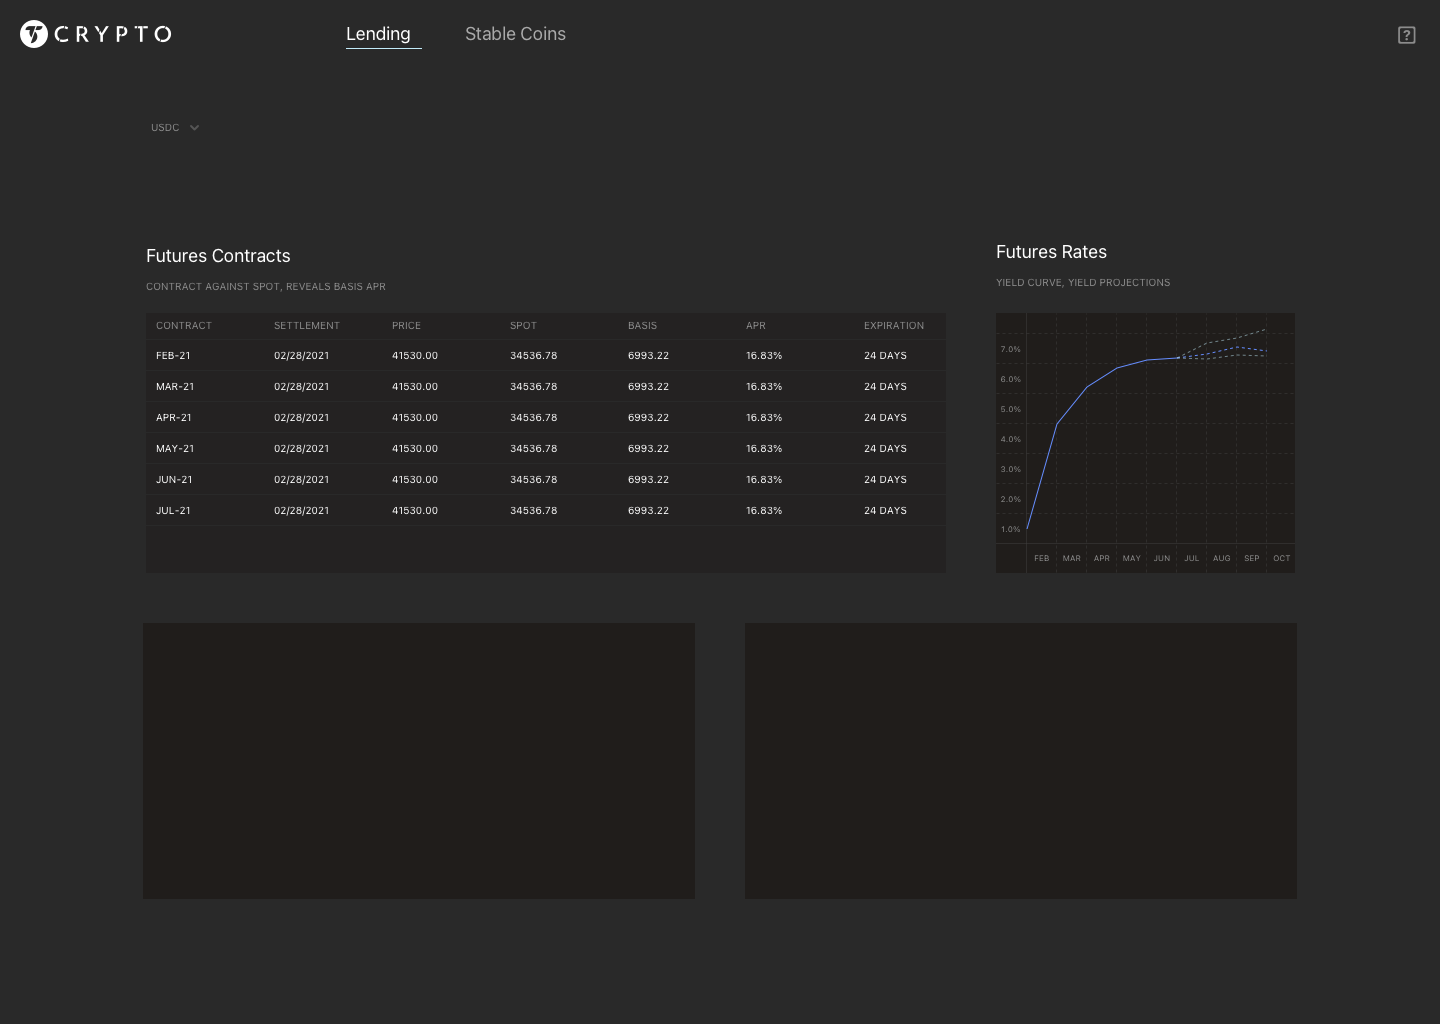 CRYPTO Lending Stable Coins ?
USDC
Futures Contracts
CONTRACT AGAINST SPOT, REVEALS BASIS APR
CONTRACT SETTLEMENT PRICE SPOT BASIS APR EXPIRATION
FEB-21 02/28/2021 41530.00 34536.78 6993.22 16.83% 24 DAYS
MAR-21 02/28/2021 41530.00 34536.78 6993.22 16.83% 24 DAYS
APR-21 02/28/2021 41530.00 34536.78 6993.22 16.83% 24 DAYS
MAY-21 02/28/2021 41530.00 34536.78 6993.22 16.83% 24 DAYS
JUN-21 02/28/2021 41530.00 34536.78 6993.22 16.83% 24 DAYS
JUL-21 02/28/2021 41530.00 34536.78 6993.22 16.83% 24 DAYS
Futures Rates
YIELD CURVE, YIELD PROJECTIONS
7.0%
6.0%
5.0%
4.0%
3.0%
2.0%
1.0%
FEB MAR APR MAY JUN JUL AUG SEP OCT